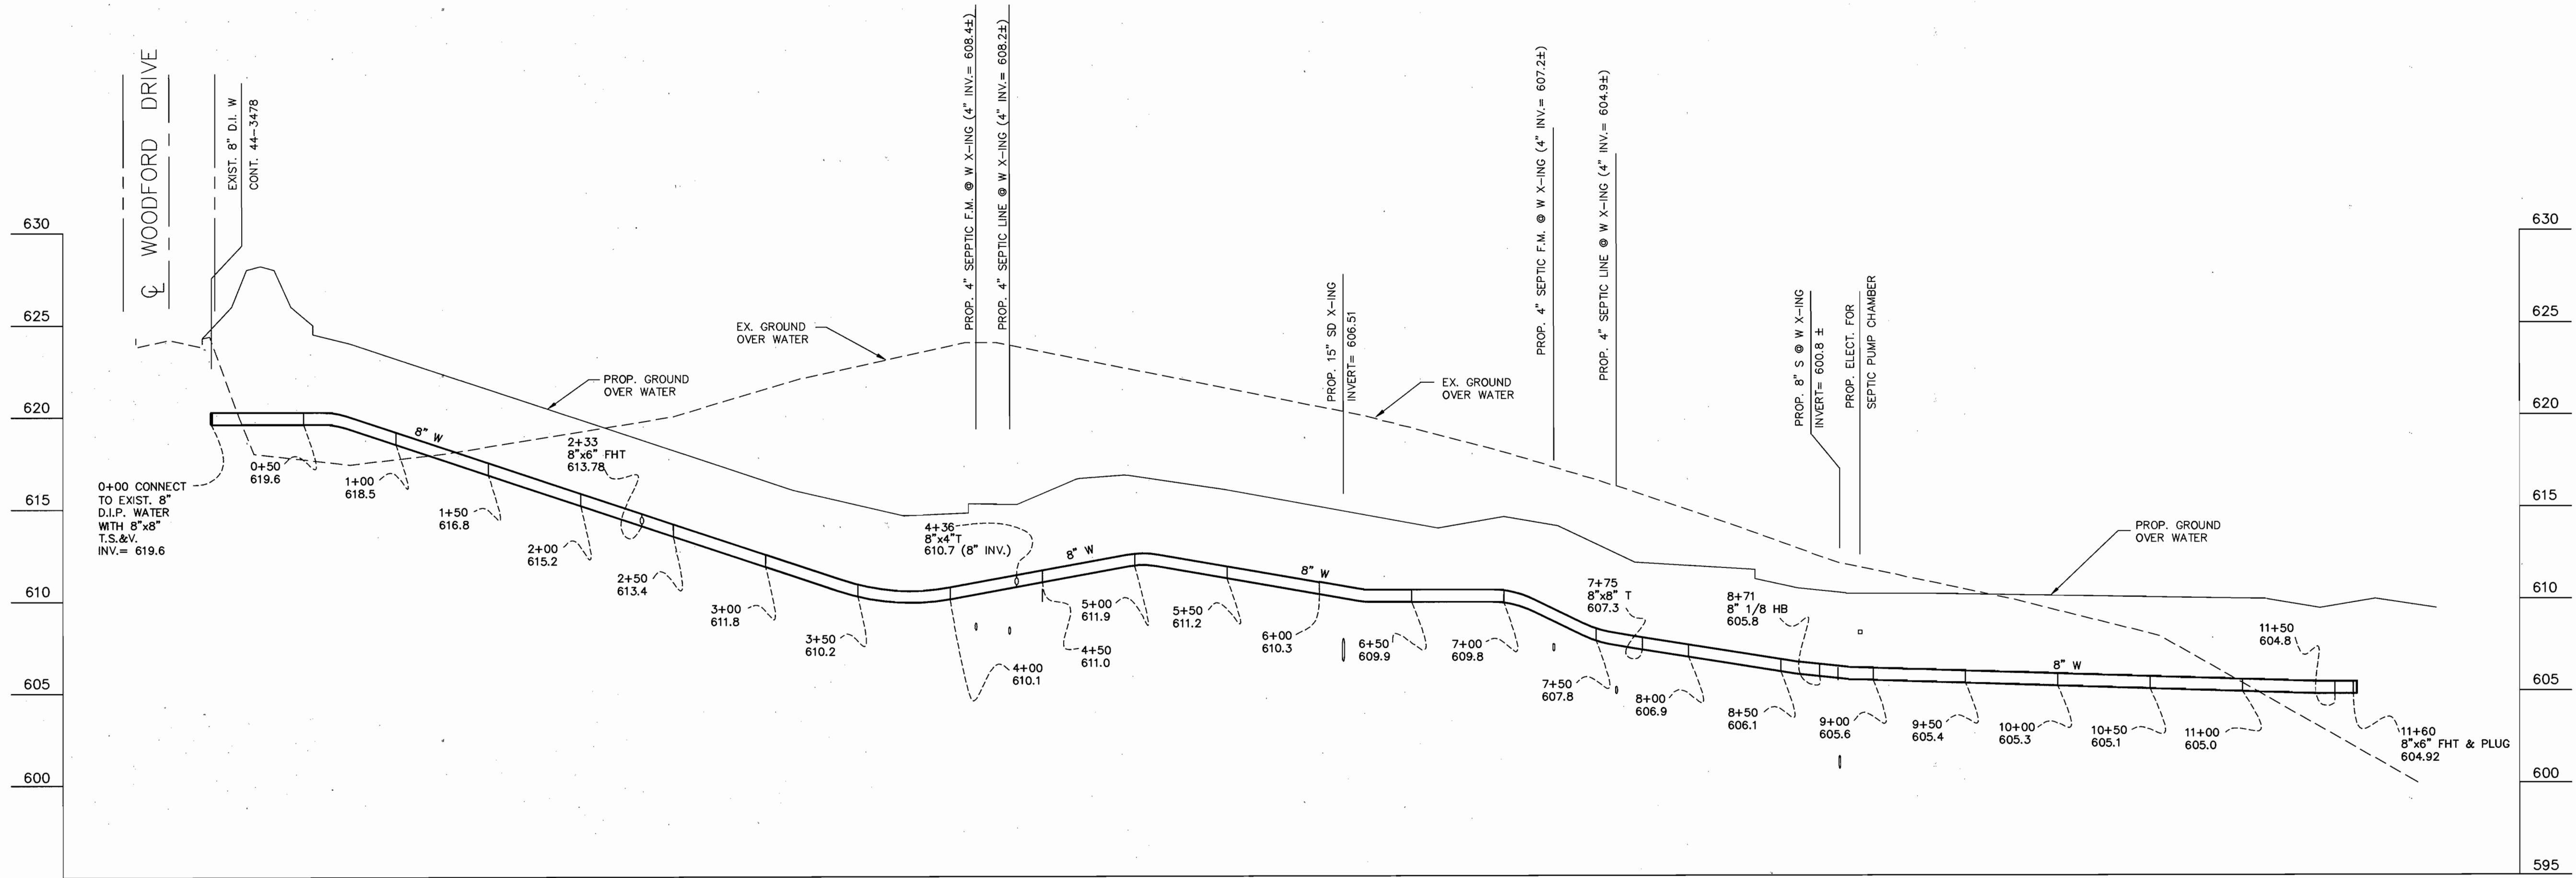 ℄ WOODFORD DRIVE
EXIST. 8" D.I. W
CONT. 44-3478
PROP. 4" SEPTIC F.M. @ W X-ING (4" INV.= 608.4±)
PROP. 4" SEPTIC LINE @ W X-ING (4" INV.= 608.2±)
PROP. 15" SD X-ING
INVERT= 606.51
PROP. 4" SEPTIC F.M. @ W X-ING (4" INV.= 607.2±)
PROP. 4" SEPTIC LINE @ W X-ING (4" INV.= 604.9±)
PROP. 8" S @ W X-ING
INVERT= 600.8 ±
PROP. ELECT. FOR
SEPTIC PUMP CHAMBER
630
625
620
615
610
605
600
630
625
620
615
610
605
600
595
EX. GROUND
OVER WATER
PROP. GROUND
OVER WATER
EX. GROUND
OVER WATER
PROP. GROUND
OVER WATER
8" W
8" W
8" W
8" W
0+00 CONNECT
TO EXIST. 8"
D.I.P. WATER
WITH 8"x8"
T.S.&V.
INV.= 619.6
0+50
619.6
1+00
618.5
1+50
616.8
2+00
615.2
2+33
8"x6" FHT
613.78
2+50
613.4
3+00
611.8
3+50
610.2
4+00
610.1
4+36
8"x4"T
610.7 (8" INV.)
4+50
611.0
5+00
611.9
5+50
611.2
6+00
610.3
6+50
609.9
7+00
609.8
7+50
607.8
7+75
8"x8" T
607.3
8+00
606.9
8+50
606.1
8+71
8" 1/8 HB
605.8
9+00
605.6
9+50
605.4
10+00
605.3
10+50
605.1
11+00
605.0
11+50
604.8
11+60
8"x6" FHT & PLUG
604.92